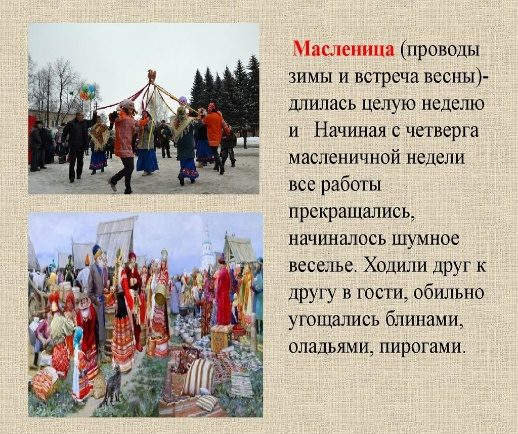 Масленица (проводы
зимы и встреча весны)-
длилась целую неделю
и Начиная с четверга
масленичной недели
все работы
прекращались,
начиналось шумное
веселье. Ходили друг к
другу в гости, обильно
угощались блинами,
оладьями, пирогами.